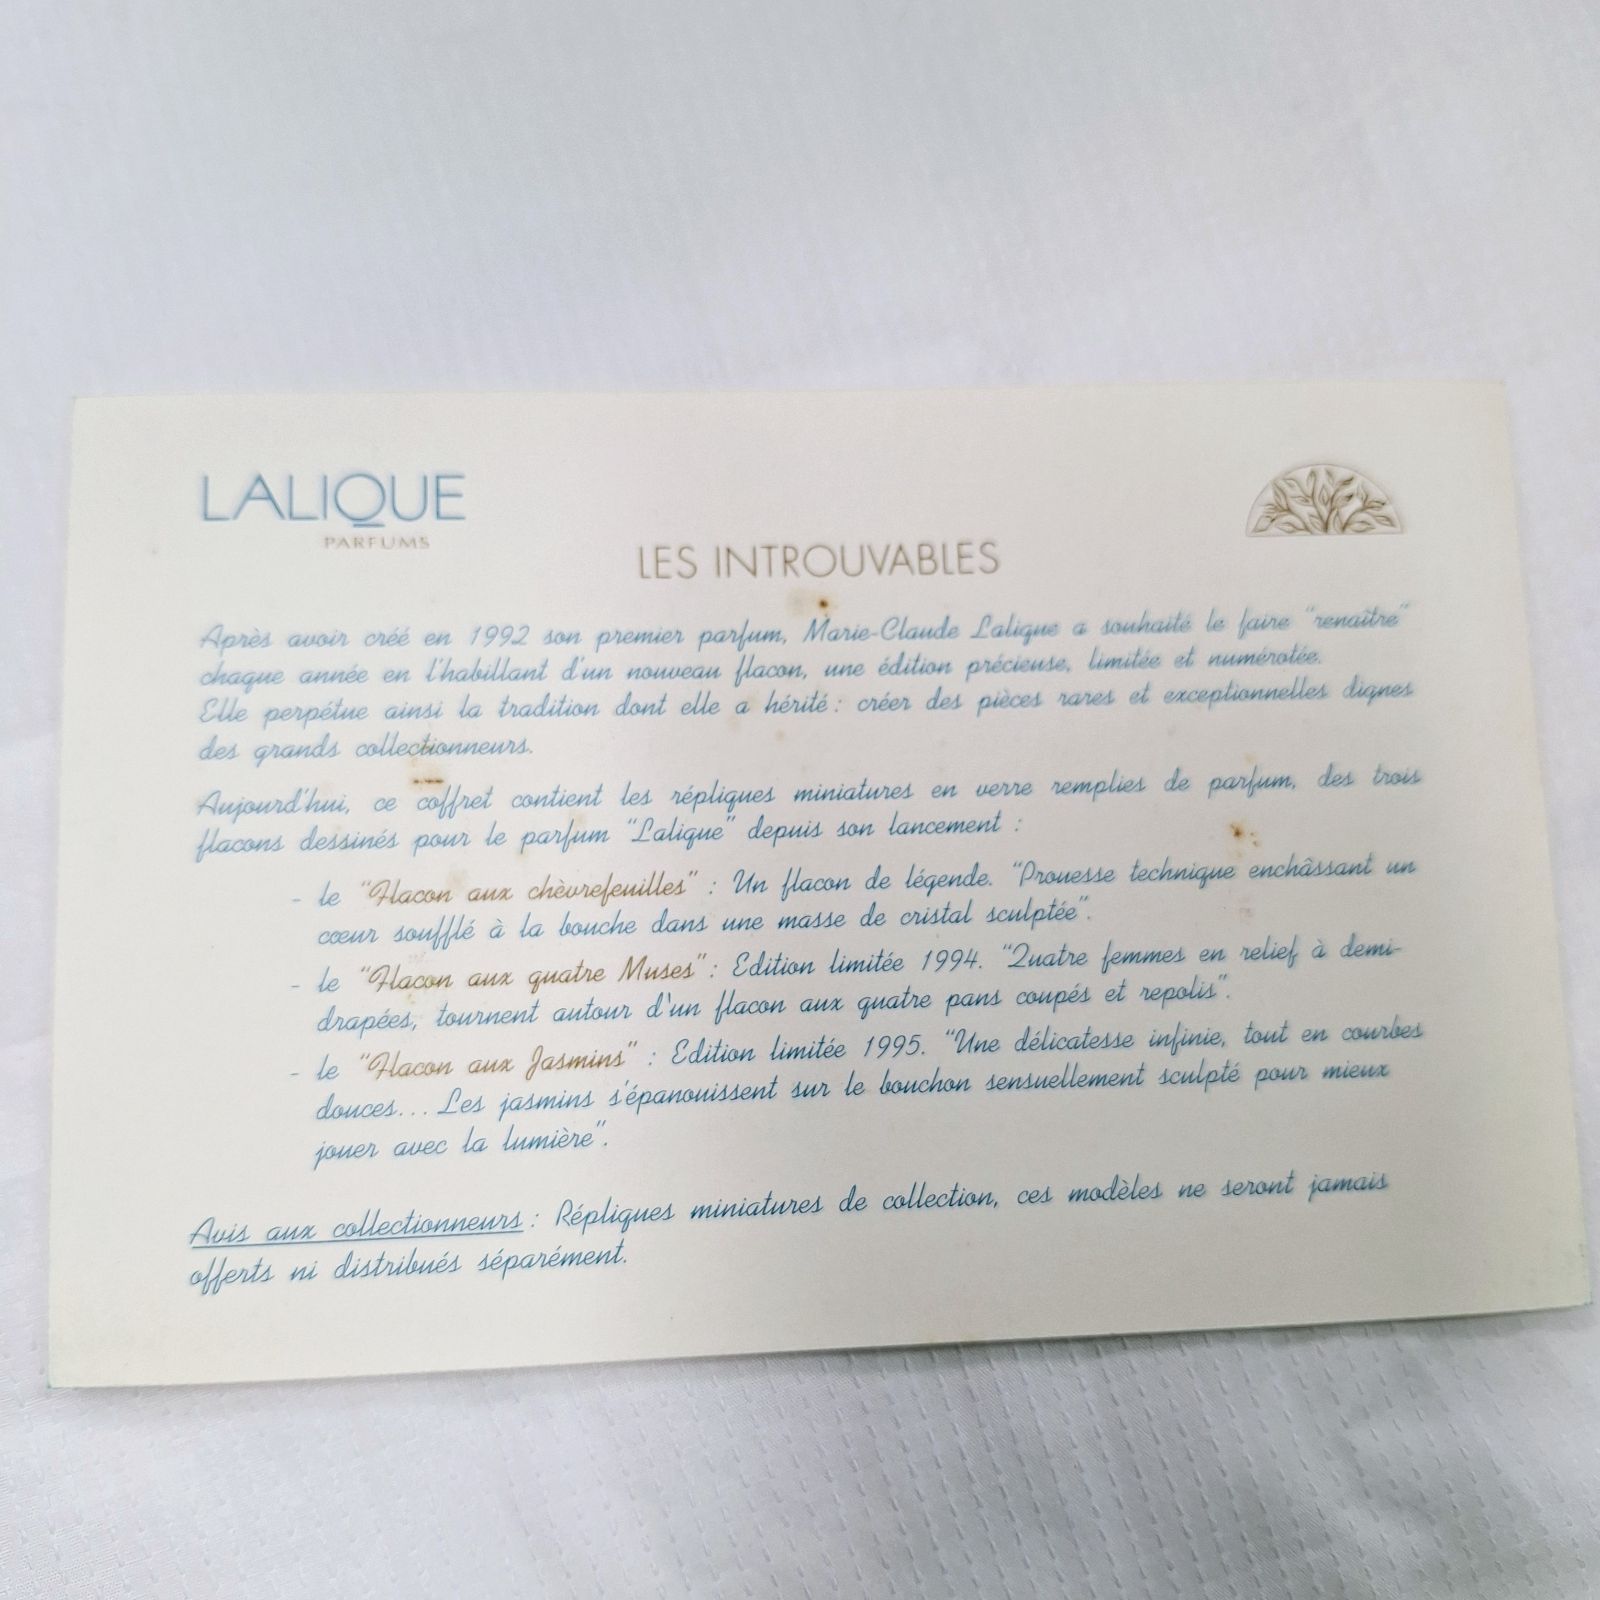 LALIQUE
PARFUMS
LES INTROUVABLES
Après avoir créé en 1992 son premier parfum, Marie-Claude Lalique a souhaité le faire "renaître"
chaque année en l'habillant d'un nouveau flacon, une édition précieuse, limitée et numérotée.
Elle perpétue ainsi la tradition dont elle a hérité : créer des pièces rares et exceptionnelles dignes
des grands collectionneurs.
Aujourd'hui, ce coffret contient les répliques miniatures en verre remplies de parfum, des trois
flacons dessinés pour le parfum "Lalique" depuis son lancement :
- le "Flacon aux chèvrefeuilles" : Un flacon de légende. "Prouesse technique enchâssant un
cœur soufflé à la bouche dans une masse de cristal sculptée".
- le "Flacon aux quatre Muses" : Edition limitée 1994. "Quatre femmes en relief à demi-
drapées, tournent autour d'un flacon aux quatre pans coupés et repolis".
- le "Flacon aux Jasmins" : Edition limitée 1995. "Une délicatesse infinie, tout en courbes
douces... Les jasmins s'épanouissent sur le bouchon sensuellement sculpté pour mieux
jouer avec la lumière".
Avis aux collectionneurs : Répliques miniatures de collection, ces modèles ne seront jamais
offerts ni distribués séparément.